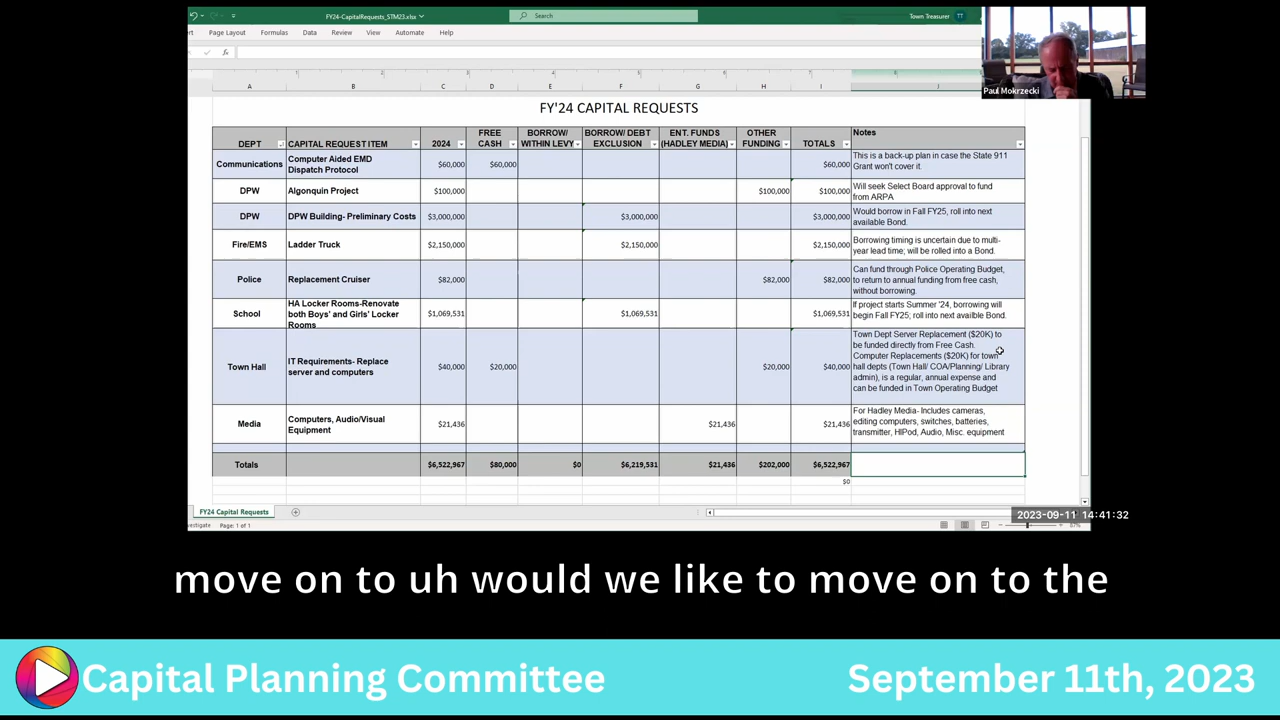 FY24-CapitalRequests_STM23.xlsx
Search
Town Treasurer TT
Page Layout Formulas Data Review View Automate Help
fx
Paul Mokrzecki
A B C D E F G H I J
FY'24 CAPITAL REQUESTS
DEPT CAPITAL REQUEST ITEM 2024 FREE CASH BORROW/ WITHIN LEVY BORROW/ DEBT EXCLUSION ENT. FUNDS (HADLEY MEDIA) OTHER FUNDING TOTALS Notes
Communications Computer Aided EMD Dispatch Protocol $60,000 $60,000 $60,000 This is a back-up plan in case the State 911 Grant won't cover it.
DPW Algonquin Project $100,000 $100,000 $100,000 Will seek Select Board approval to fund from ARPA
DPW DPW Building- Preliminary Costs $3,000,000 $3,000,000 $3,000,000 Would borrow in Fall FY25, roll into next available Bond.
Fire/EMS Ladder Truck $2,150,000 $2,150,000 $2,150,000 Borrowing timing is uncertain due to multi-year lead time; will be rolled into a Bond.
Police Replacement Cruiser $82,000 $82,000 $82,000 Can fund through Police Operating Budget, to return to annual funding from free cash, without borrowing.
School HA Locker Rooms-Renovate both Boys' and Girls' Locker Rooms $1,069,531 $1,069,531 $1,069,531 If project starts Summer '24, borrowing will begin Fall FY25; roll into next availble Bond.
Town Hall IT Requirements- Replace server and computers $40,000 $20,000 $20,000 $40,000 Town Dept Server Replacement ($20K) to be funded directly from Free Cash. Computer Replacements ($20K) for town hall depts (Town Hall/ COA/Planning/ Library admin), is a regular, annual expense and can be funded in Town Operating Budget
Media Computers, Audio/Visual Equipment $21,436 $21,436 $21,436 For Hadley Media- Includes cameras, editing computers, switches, batteries, transmitter, HIPod, Audio, Misc. equipment
Totals $6,522,967 $80,000 $0 $6,219,531 $21,436 $202,000 $6,522,967
$0
FY24 Capital Requests
2023-09-11 14:41:32
Page: 1 of 1
move on to uh would we like to move on to the
Capital Planning Committee
September 11th, 2023